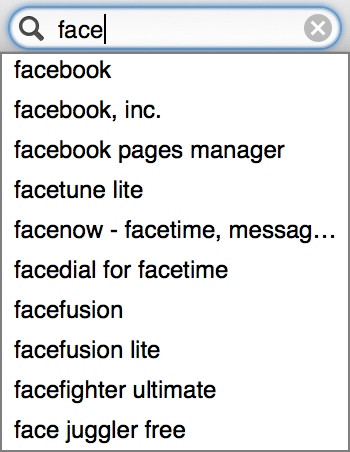 face
facebook
facebook, inc.
facebook pages manager
facetune lite
facenow - facetime, messag…
facedial for facetime
facefusion
facefusion lite
facefighter ultimate
face juggler free